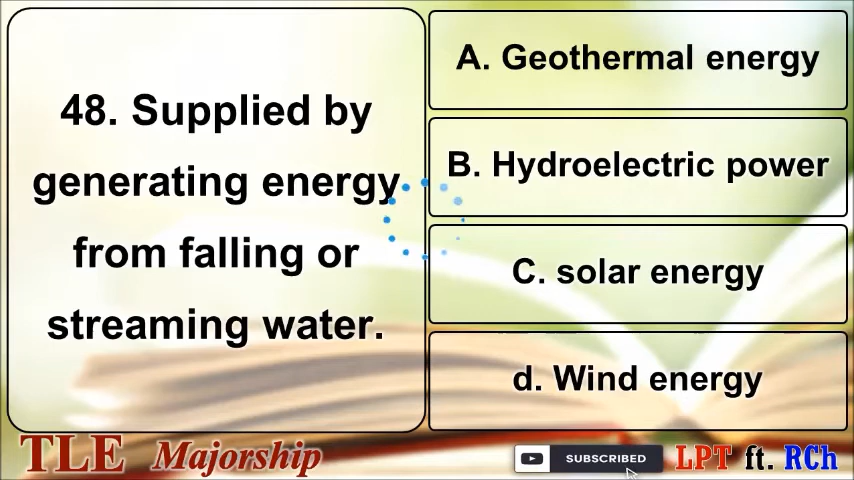 48. Supplied by
generating energy
from falling or
streaming water.
A. Geothermal energy
B. Hydroelectric power
C. solar energy
d. Wind energy
TLE Majorship
SUBSCRIBED
LPT ft. RCh